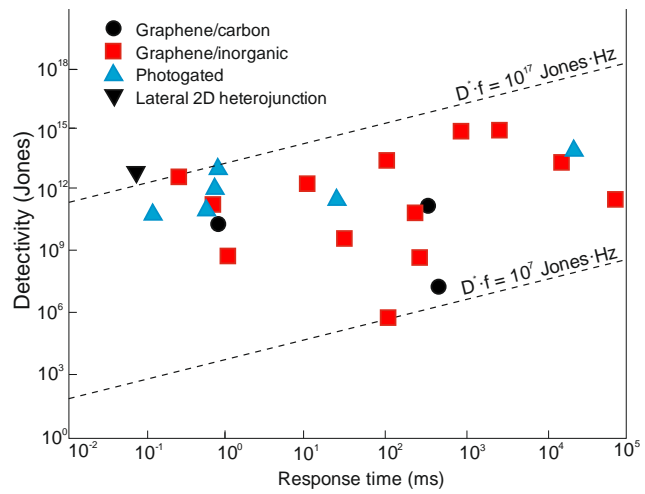 Graphene/carbon
Graphene/inorganic
Photogated
Lateral 2D heterojunction
D*·f = 10¹⁷ Jones·Hz
D*·f = 10⁷ Jones·Hz
Detectivity (Jones)
10¹⁸
10¹⁵
10¹²
10⁹
10⁶
10³
10⁰
10⁻² 10⁻¹ 10⁰ 10¹ 10² 10³ 10⁴ 10⁵
Response time (ms)